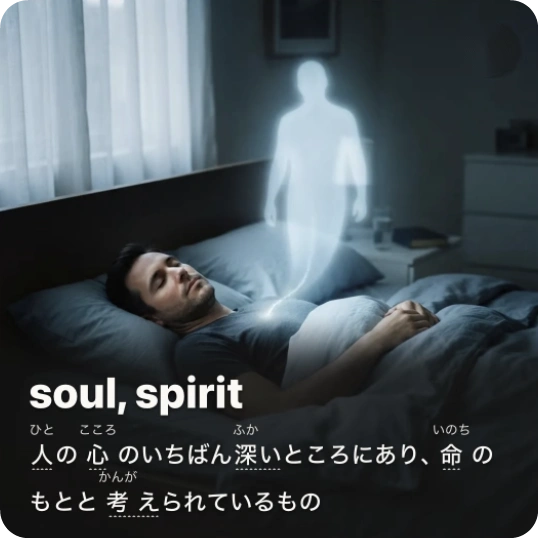 soul, spirit
ひと こころ ふか いのち
人の心のいちばん深いところにあり、命の
かんが
もとと考えられているもの